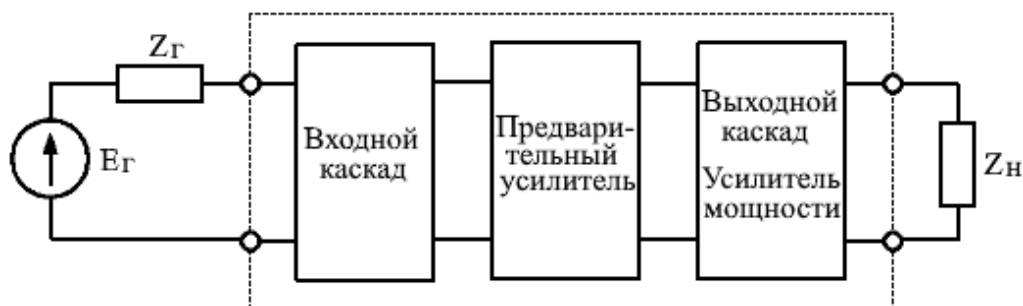 Zг
Eг
Входной
каскад
Предвари-
тельный
усилитель
Выходной
каскад
Усилитель
мощности
Zн